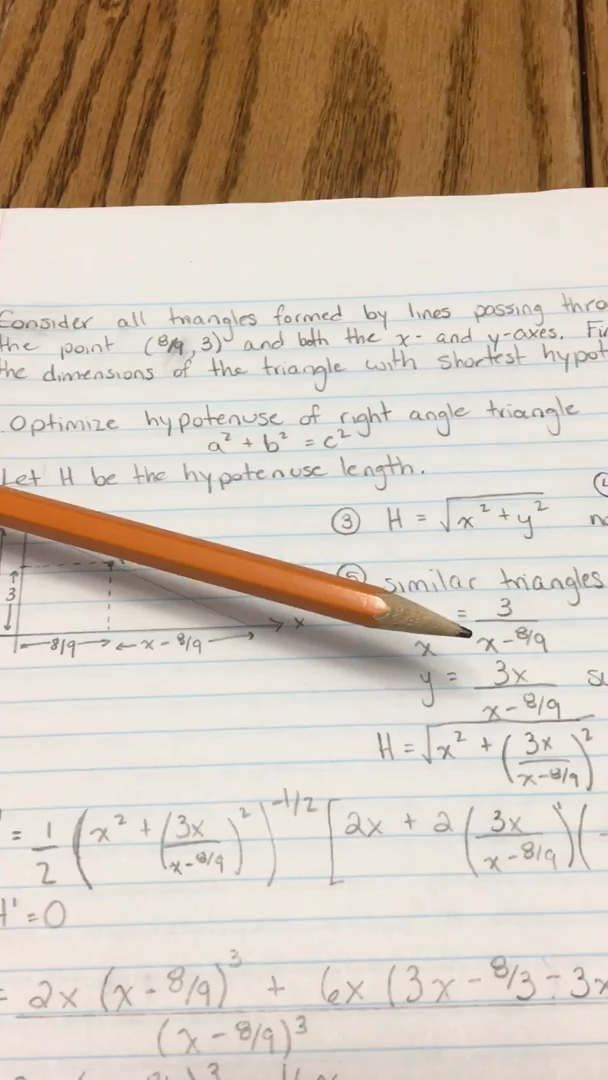 Consider all triangles formed by lines passing thro
the point (8/9, 3) and both the x- and y-axes. Fi
the dimensions of the triangle with shortest hypot
Optimize hypotenuse of right angle triangle
a² + b² = c²
Let H be the hypotenuse length.
③ H = √(x² + y²)
similar triangles
3
x = 3/(x - 8/9)
x
8/9 x - 8/9
y = 3x/(x - 8/9)
H = √(x² + (3x/(x - 8/9))²
= 1/2 (x² + (3x/(x - 8/9))²)^(-1/2) [2x + 2(3x/(x - 8/9))(
H' = 0
= 2x(x - 8/9)³ + 6x(3x - 8/3 - 3x
(x - 8/9)³